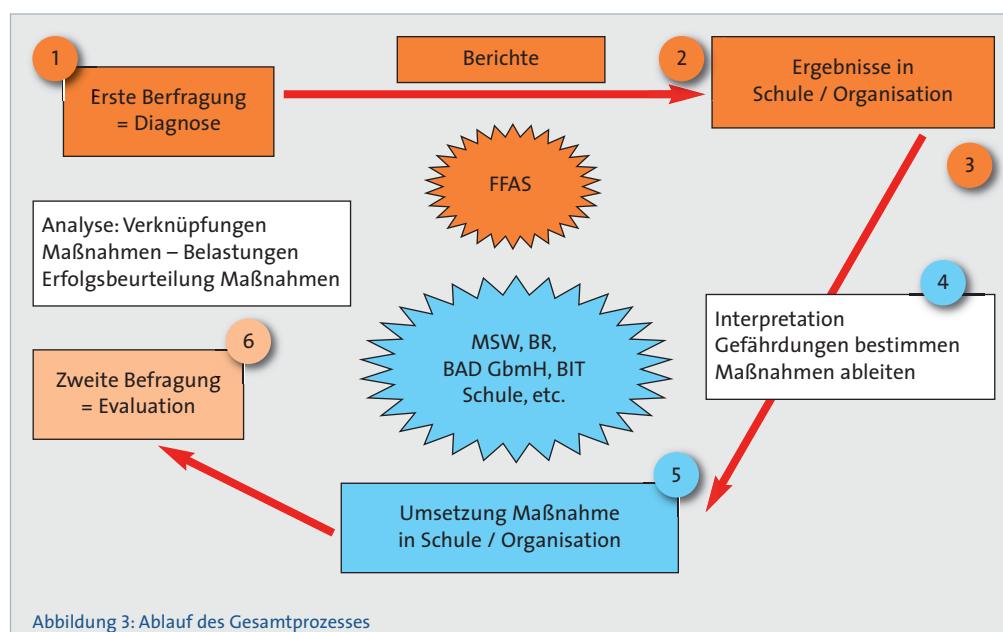 1
Erste Berfragung
= Diagnose
Berichte
2
Ergebnisse in
Schule / Organisation
3
FFAS
Analyse: Verknüpfungen
Maßnahmen – Belastungen
Erfolgsbeurteilung Maßnahmen
4
Interpretation
Gefährdungen bestimmen
Maßnahmen ableiten
MSW, BR,
BAD GbmH, BIT
Schule, etc.
6
Zweite Befragung
= Evaluation
5
Umsetzung Maßnahme
in Schule / Organisation
Abbildung 3: Ablauf des Gesamtprozesses